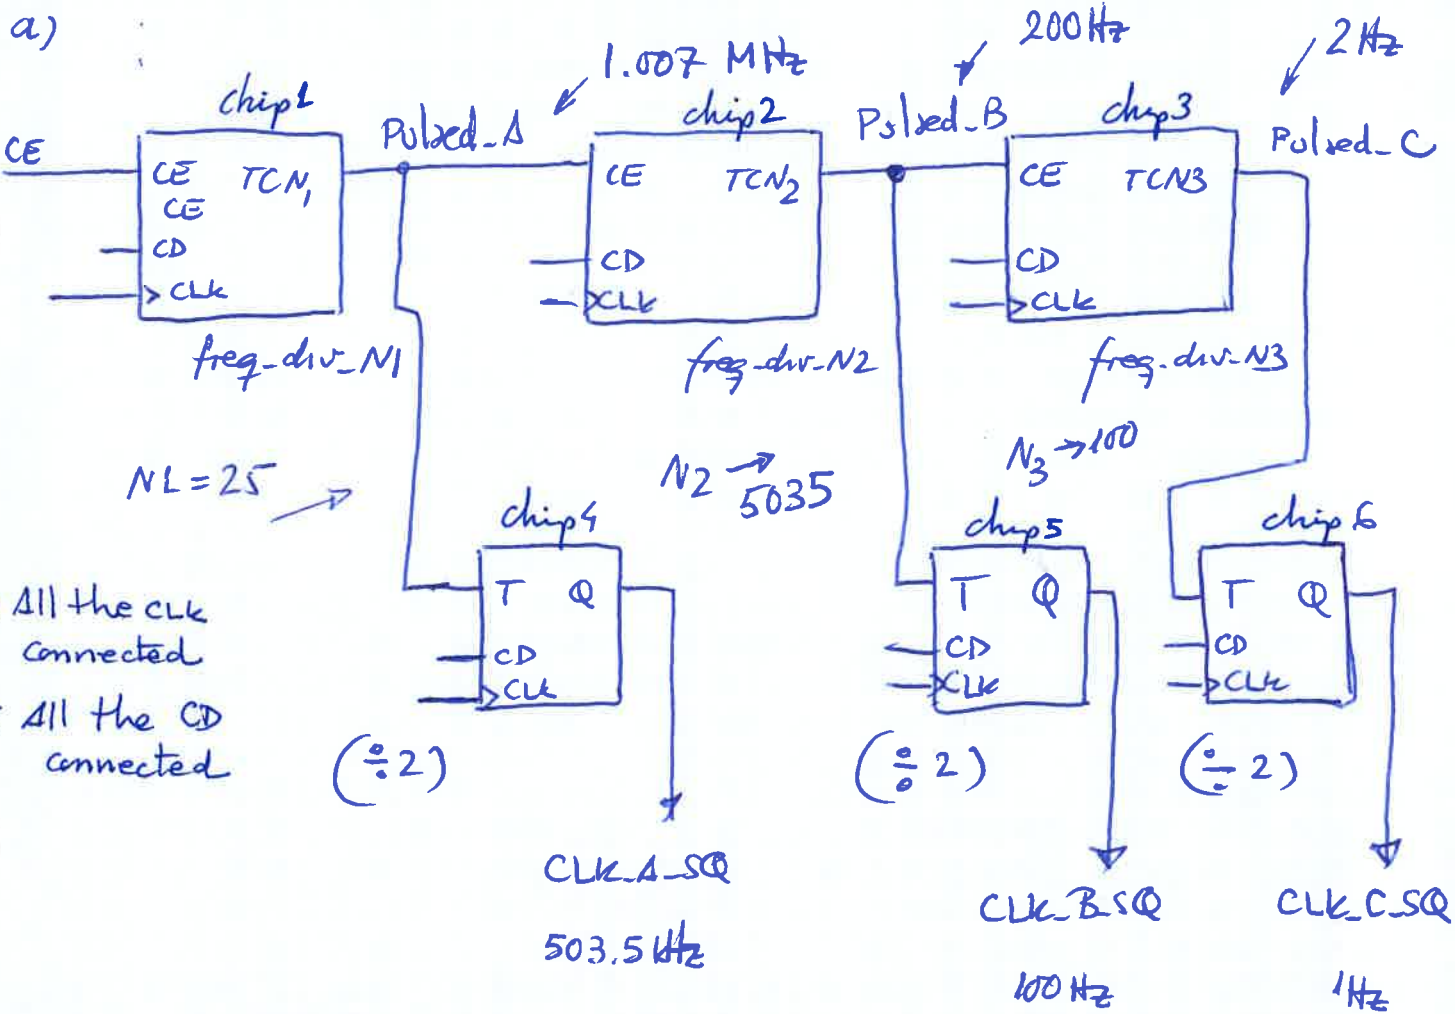 a)
1.007 MHz
200 Hz
2 Hz
chip1
Pulsed_A
chip2
Pulsed_B
chip3
Pulsed_C
CE
CE TCN1
CE
CD
CLK
CE TCN2
CD
CLK
CE TCN3
CD
CLK
freq-div-N1
freq-div-N2
freq-div-N3
N1 = 25
N2 → 5035
N3 → 100
chip4
chip5
chip6
T Q
CD
CLK
T Q
CD
CLK
T Q
CD
CLK
All the CLK
connected
All the CD
connected
(÷2)
(÷2)
(÷2)
CLK_A_SQ
503.5 kHz
CLK_B_SQ
100 Hz
CLK_C_SQ
1Hz